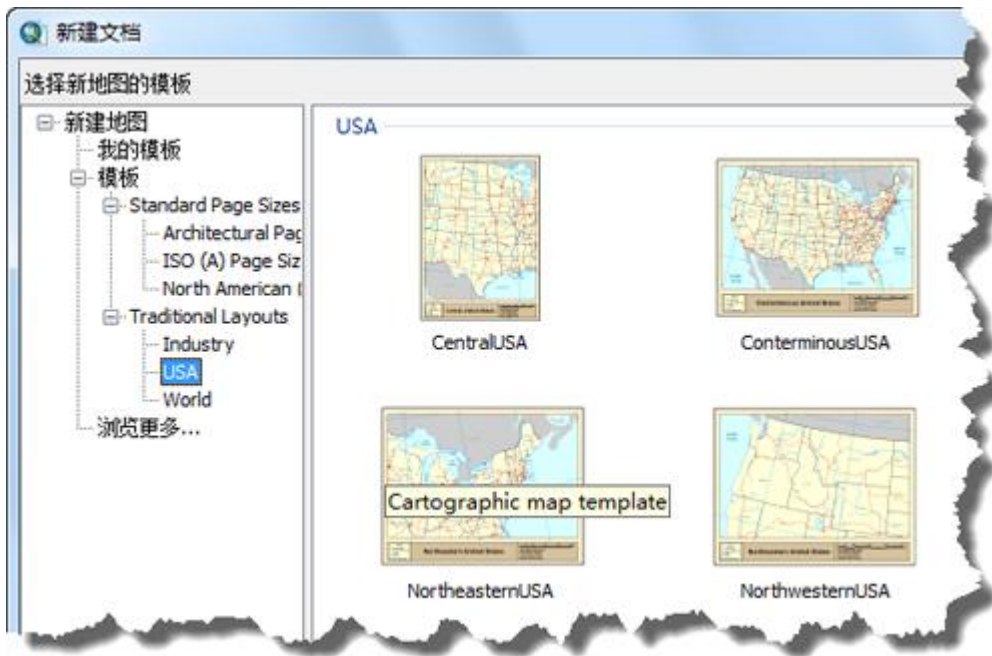 新建文档
选择新地图的模板
新建地图
我的模板
模板
Standard Page Sizes
Architectural Pag
ISO (A) Page Siz
North American (
Traditional Layouts
Industry
USA
World
浏览更多...
USA
CentralUSA
ConterminousUSA
Cartographic map template
NortheasternUSA
NorthwesternUSA